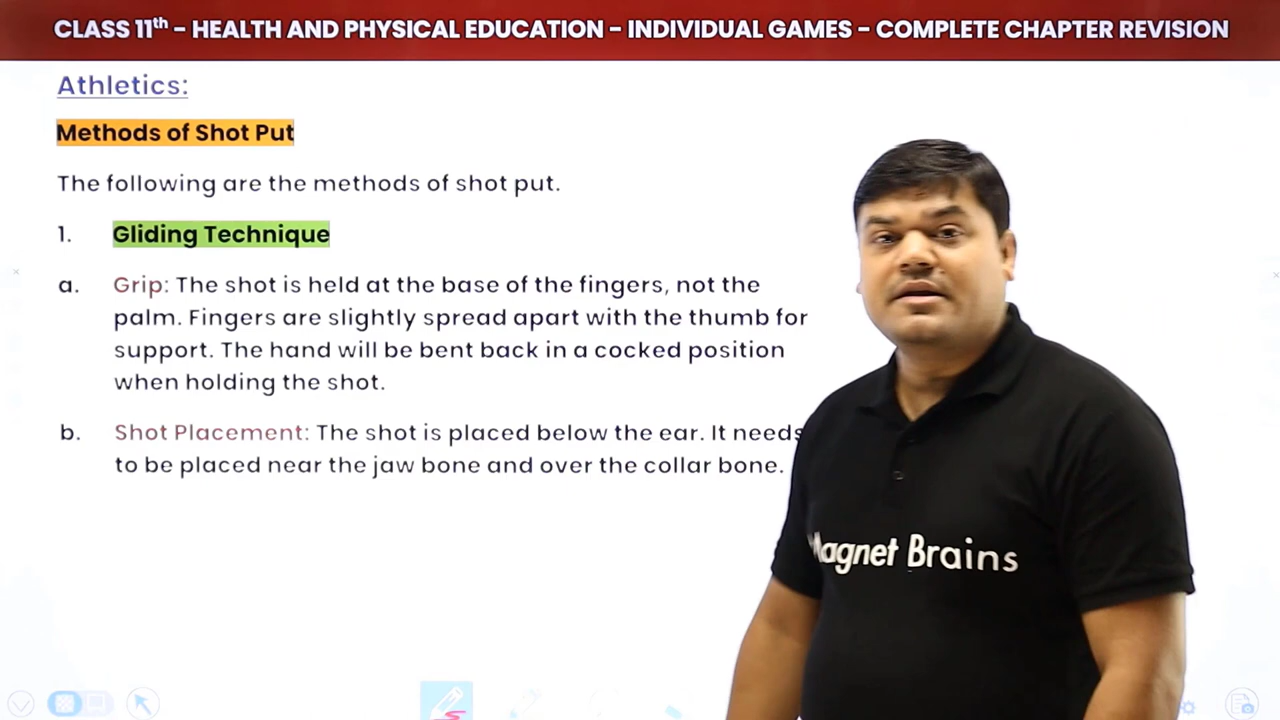 CLASS 11th – HEALTH AND PHYSICAL EDUCATION – INDIVIDUAL GAMES – COMPLETE CHAPTER REVISION
Athletics:
Methods of Shot Put
The following are the methods of shot put.
1. Gliding Technique
a. Grip: The shot is held at the base of the fingers, not the
palm. Fingers are slightly spread apart with the thumb for
support. The hand will be bent back in a cocked position
when holding the shot.
b. Shot Placement: The shot is placed below the ear. It needs
to be placed near the jaw bone and over the collar bone.
Magnet Brains